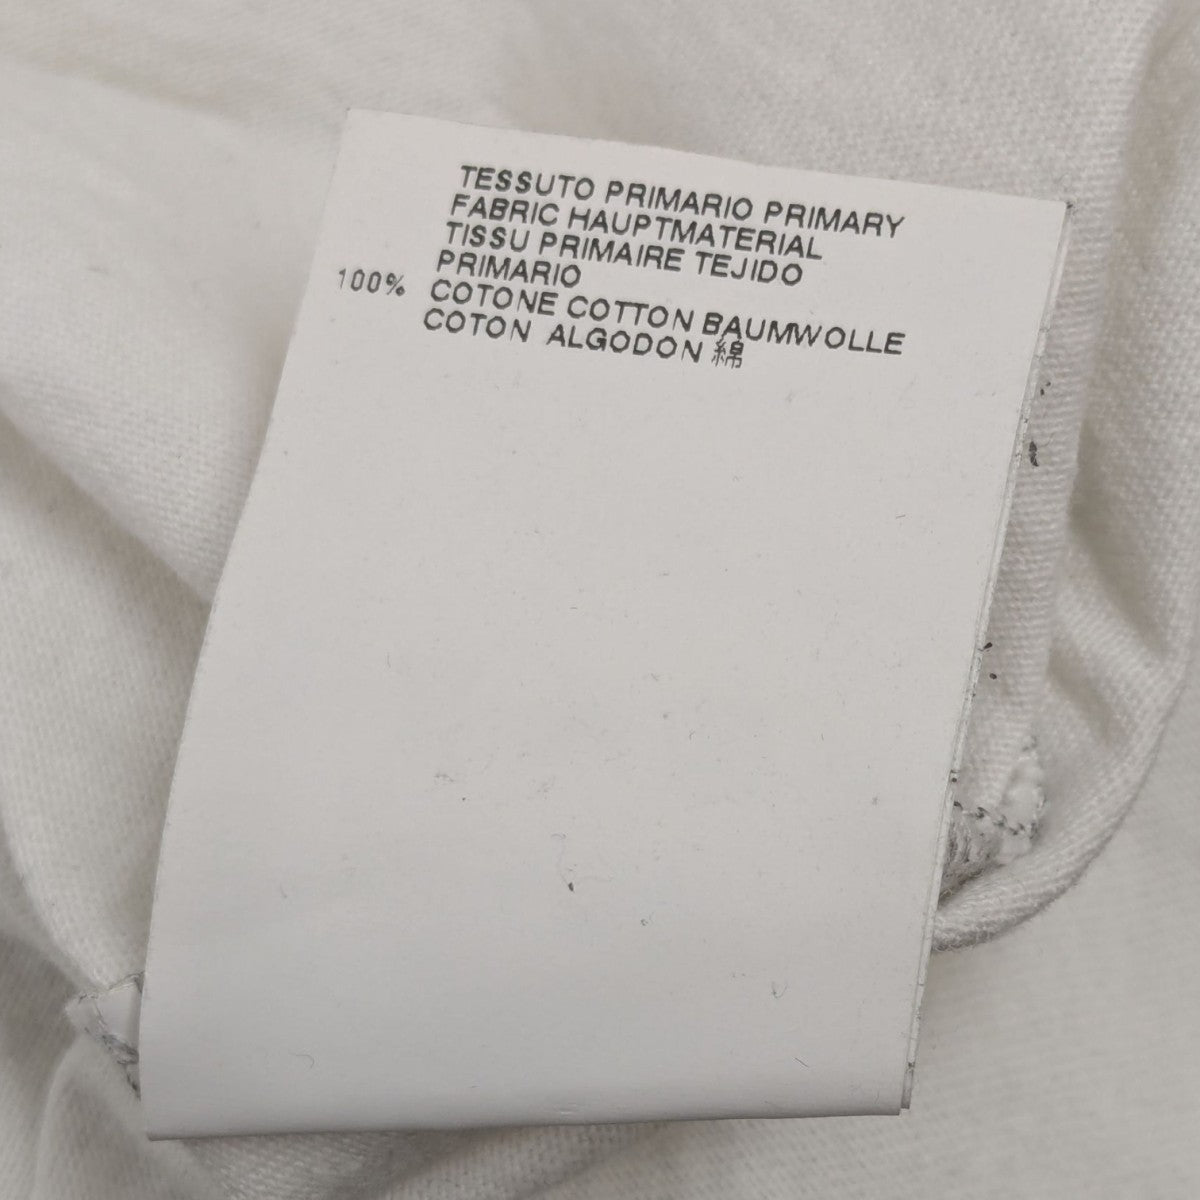 TESSUTO PRIMARIO PRIMARY
FABRIC HAUPTMATERIAL
TISSU PRIMAIRE TEJIDO
PRIMARIO
100% COTONE COTTON BAUMWOLLE
COTON ALGODON 綿